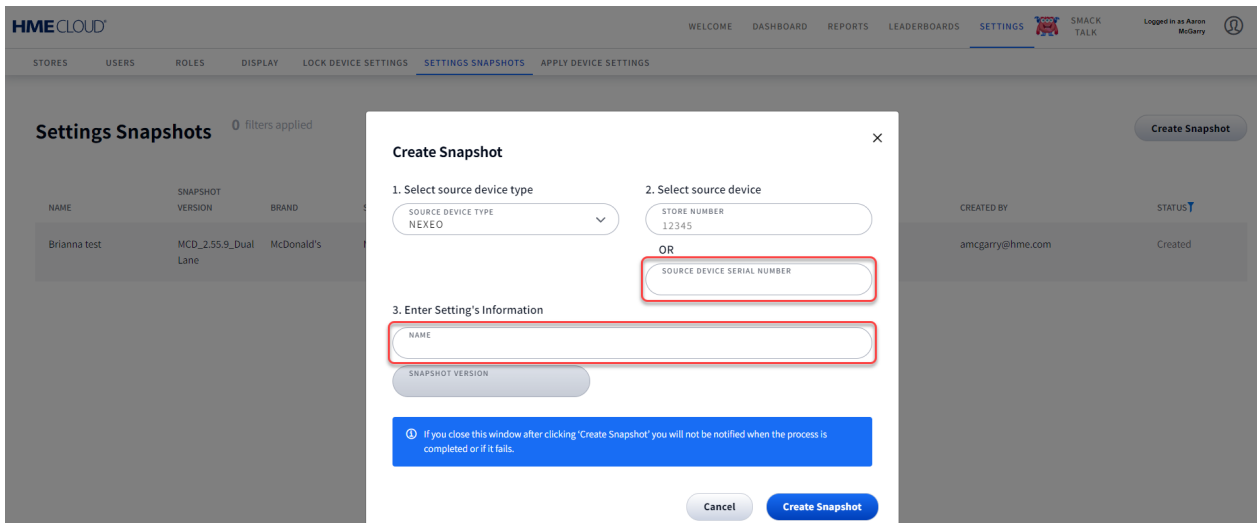 HMECLOUD®
WELCOME DASHBOARD REPORTS LEADERBOARDS SETTINGS SMACK TALK Logged in as Aaron McGarry
STORES USERS ROLES DISPLAY LOCK DEVICE SETTINGS SETTINGS SNAPSHOTS APPLY DEVICE SETTINGS
Settings Snapshots 0 filters applied
Create Snapshot
NAME SNAPSHOT VERSION BRAND CREATED BY STATUS
Brianna test MCD_2.55.9_Dual Lane McDonald's amcgarry@hme.com Created
Create Snapshot
1. Select source device type
SOURCE DEVICE TYPE
NEXEO
2. Select source device
STORE NUMBER
12345
OR
SOURCE DEVICE SERIAL NUMBER
3. Enter Setting's Information
NAME
SNAPSHOT VERSION
If you close this window after clicking 'Create Snapshot' you will not be notified when the process is
completed or if it fails.
Cancel Create Snapshot